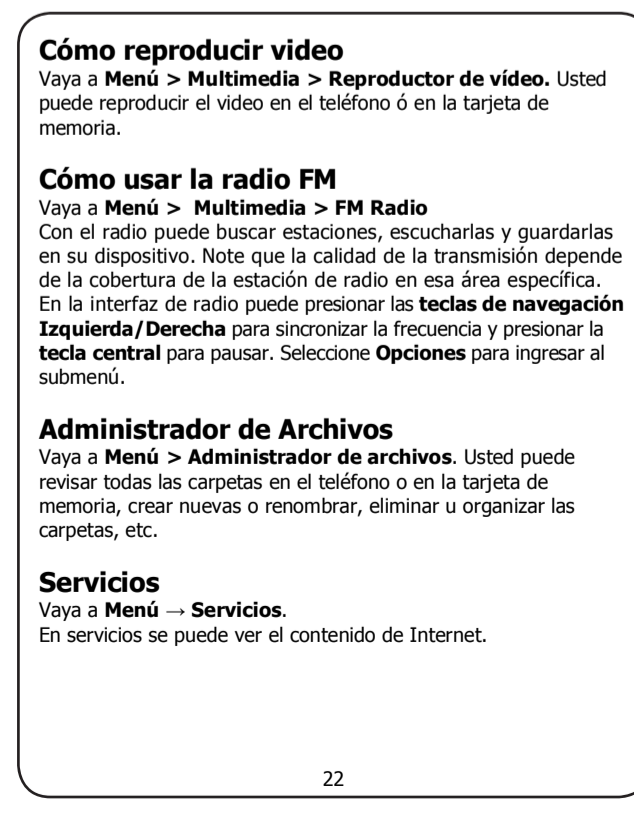 Cómo reproducir video
Vaya a Menú > Multimedia > Reproductor de vídeo. Usted
puede reproducir el video en el teléfono ó en la tarjeta de
memoria.
Cómo usar la radio FM
Vaya a Menú > Multimedia > FM Radio
Con el radio puede buscar estaciones, escucharlas y guardarlas
en su dispositivo. Note que la calidad de la transmisión depende
de la cobertura de la estación de radio en esa área específica.
En la interfaz de radio puede presionar las teclas de navegación
Izquierda/Derecha para sincronizar la frecuencia y presionar la
tecla central para pausar. Seleccione Opciones para ingresar al
submenú.
Administrador de Archivos
Vaya a Menú > Administrador de archivos. Usted puede
revisar todas las carpetas en el teléfono o en la tarjeta de
memoria, crear nuevas o renombrar, eliminar u organizar las
carpetas, etc.
Servicios
Vaya a Menú → Servicios.
En servicios se puede ver el contenido de Internet.
22